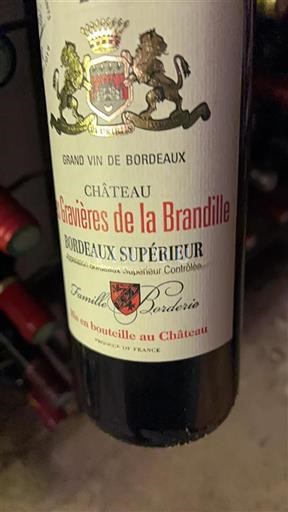 GRAND VIN DE BORDEAUX
CHÂTEAU
Gravières de la Brandille
BORDEAUX SUPÉRIEUR
Appellation Bordeaux Supérieur Contrôlée
Famille Borderie
Mis en bouteille au Château
PRODUCE OF FRANCE